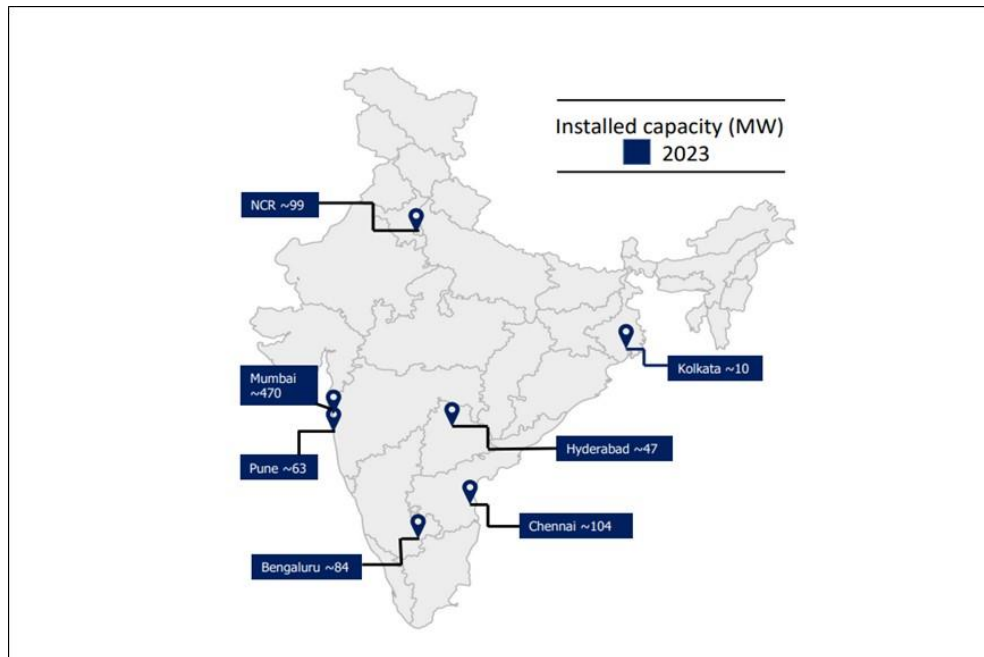 Installed capacity (MW)
2023
NCR ~99
Kolkata ~10
Mumbai
~470
Hyderabad ~47
Pune ~63
Chennai ~104
Bengaluru ~84